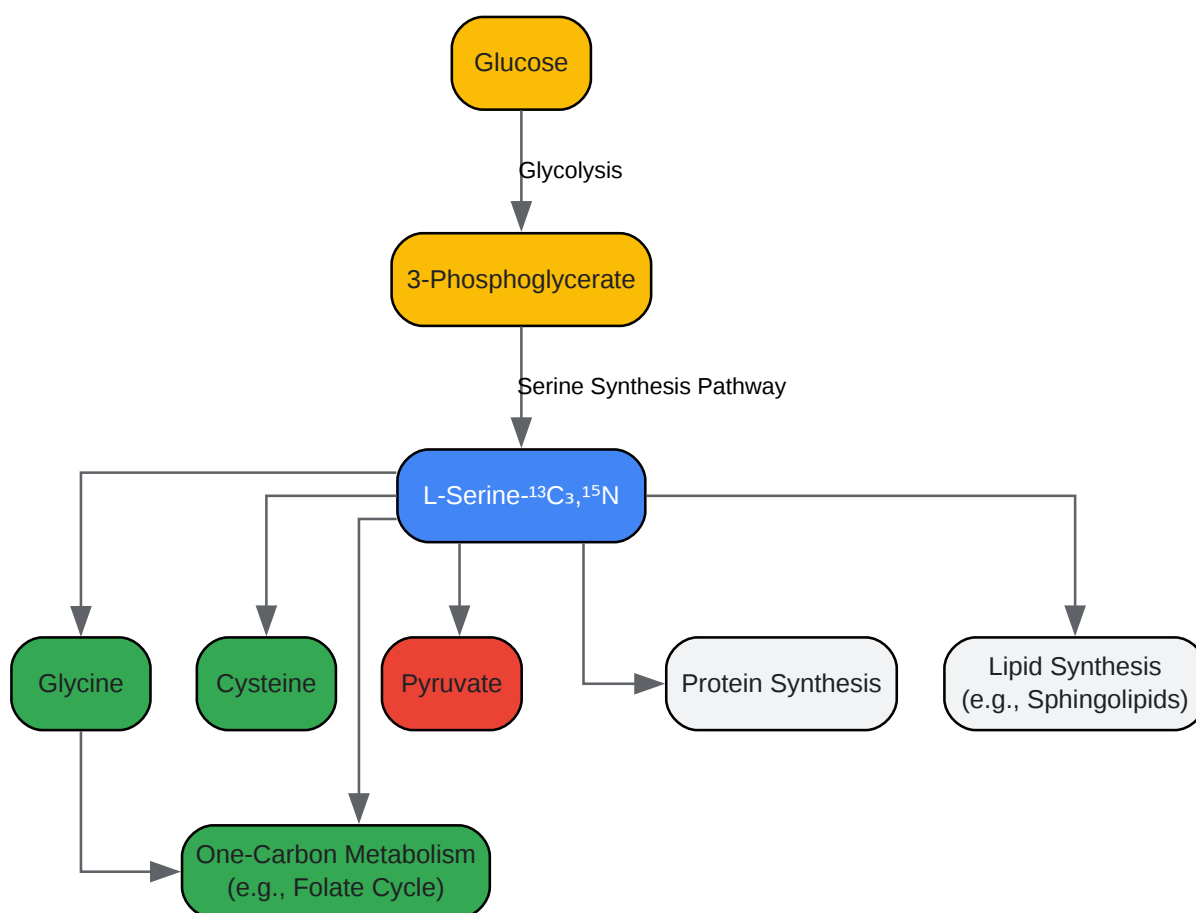 Glucose
Glycolysis
3-Phosphoglycerate
Serine Synthesis Pathway
L-Serine-¹³C₃,¹⁵N
Glycine
Cysteine
Pyruvate
Protein Synthesis
Lipid Synthesis
(e.g., Sphingolipids)
One-Carbon Metabolism
(e.g., Folate Cycle)